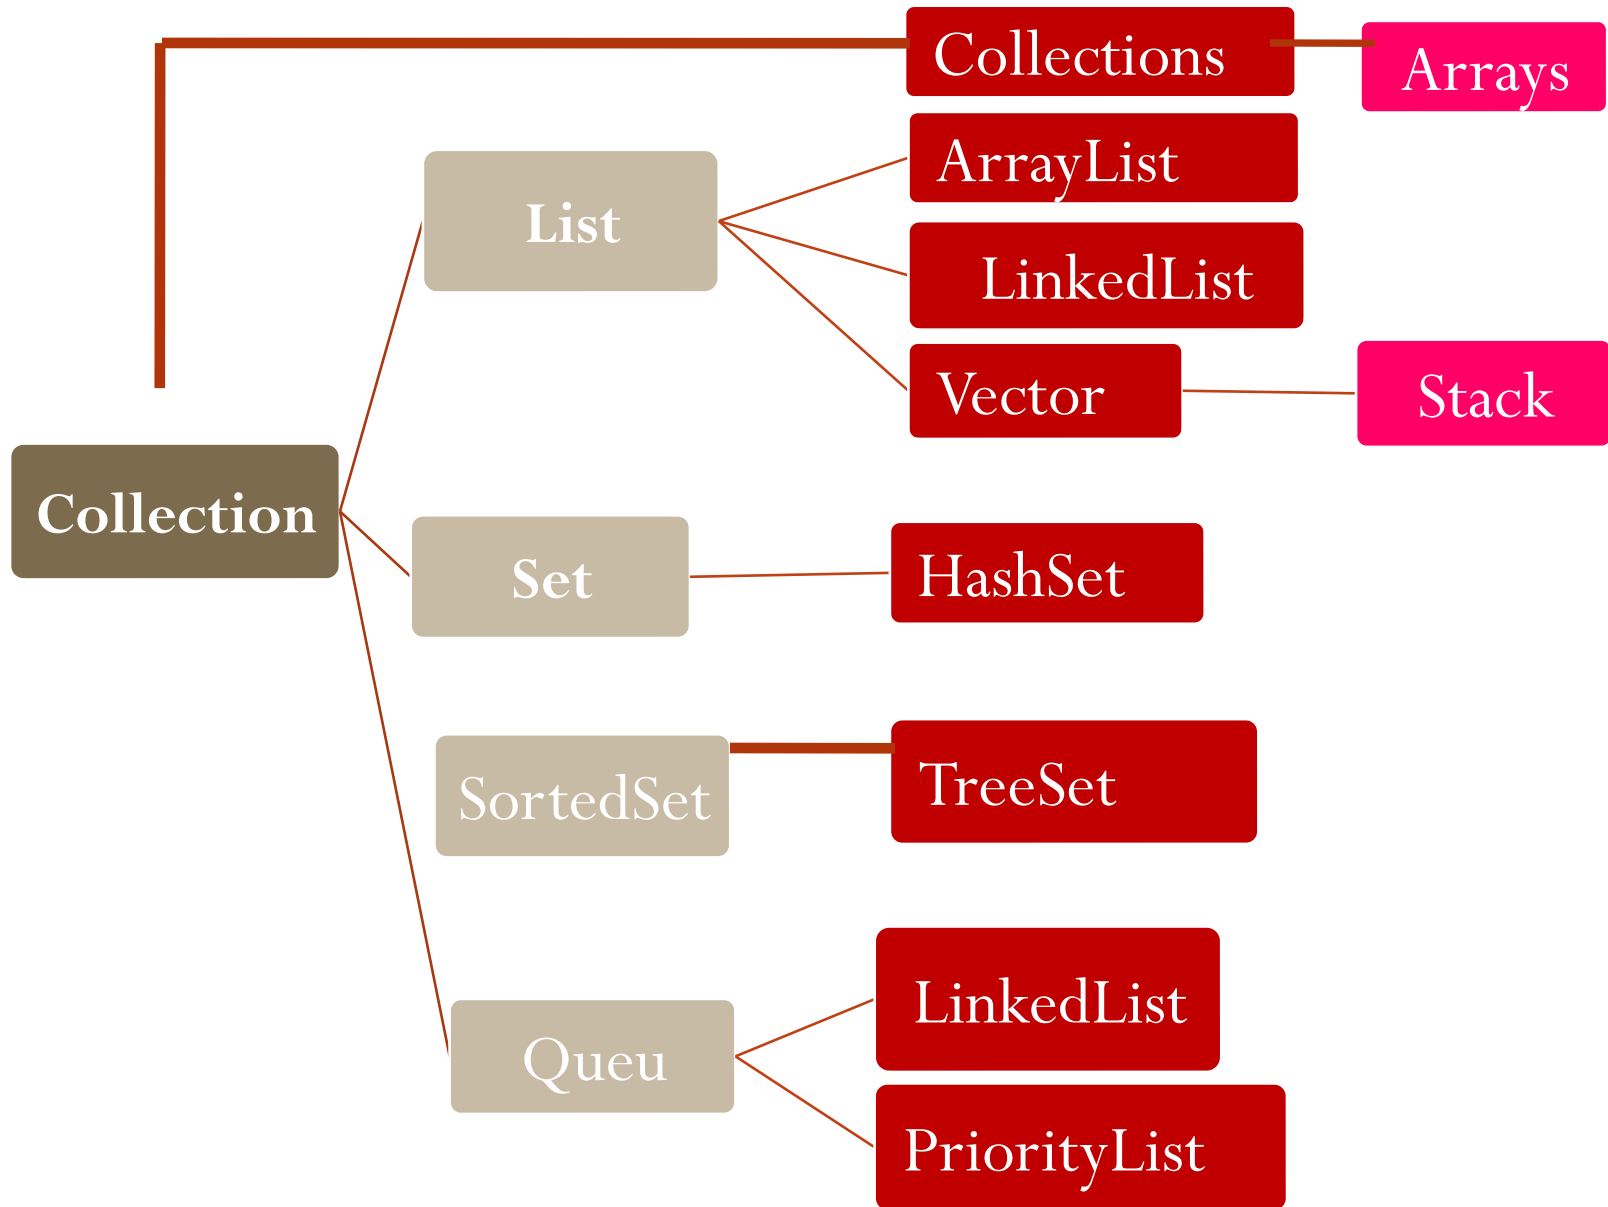 Collections
Arrays
ArrayList
List
LinkedList
Vector
Stack
Collection
Set
HashSet
SortedSet
TreeSet
LinkedList
Queu
PriorityList